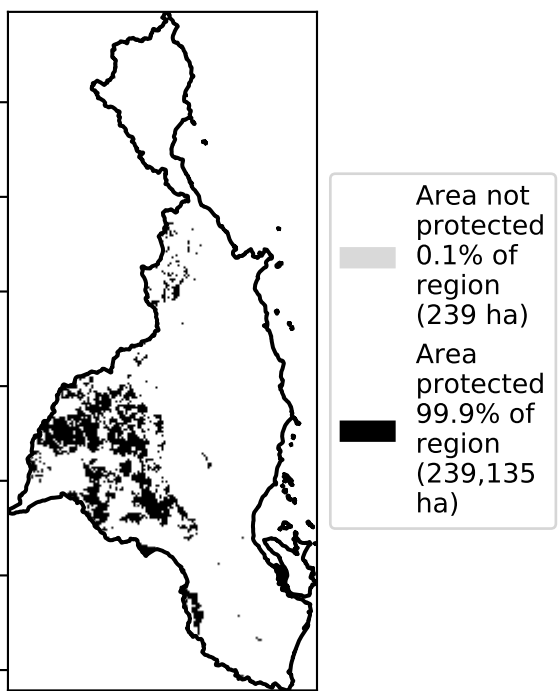 Area not
protected
0.1% of
region
(239 ha)
Area
protected
99.9% of
region
(239,135
ha)